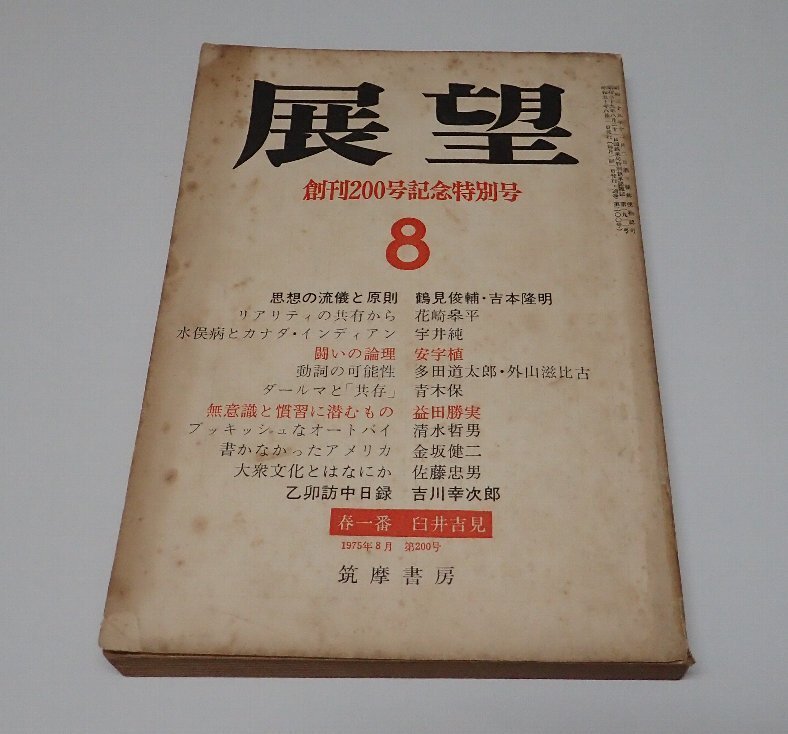 展望
創刊200号記念特別号
8
思想の流儀と原則 鶴見俊輔・吉本隆明
リアリティの共有から 花崎皋平
水俣病とカナダ・インディアン 宇井純
闘いの論理 安宇植
動詞の可能性 多田道太郎・外山滋比古
ダールマと「共存」 青木保
無意識と慣習に潜むもの 益田勝実
ブッキッシュなオートバイ 清水哲男
書かなかったアメリカ 金坂健二
大衆文化とはなにか 佐藤忠男
乙卯訪中日録 吉川幸次郎
春一番 臼井吉見
1975年8月 第200号
筑摩書房